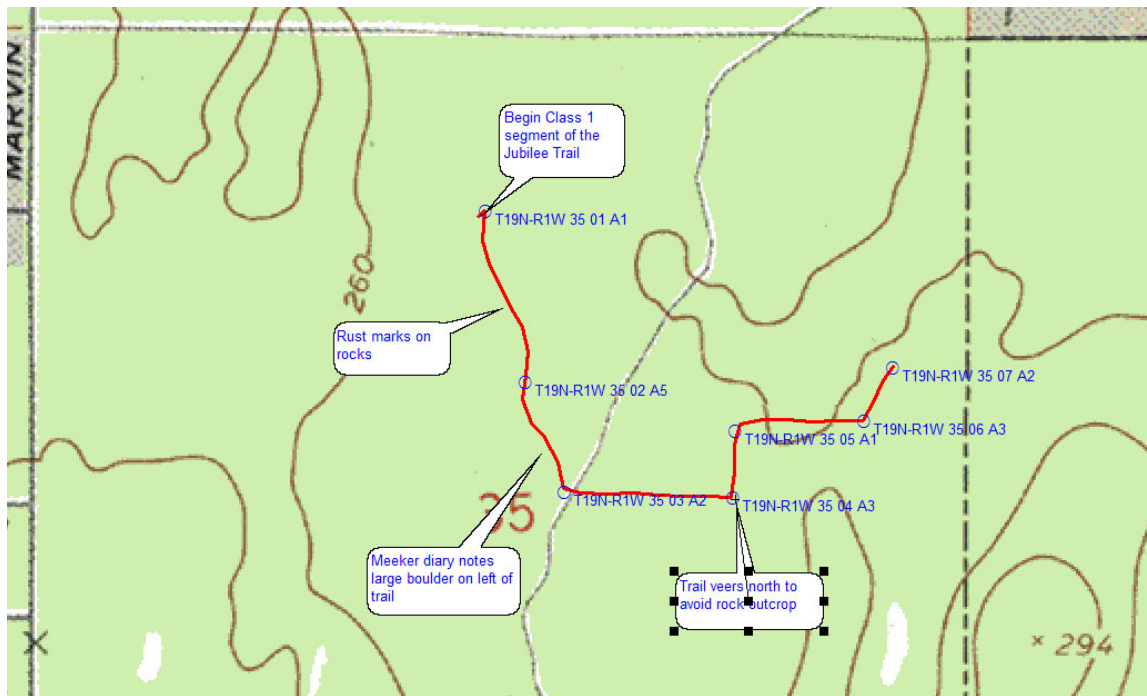 MARVIN
Begin Class 1
segment of the
Jubilee Trail
T19N-R1W 35 01 A1
260
Rust marks on
rocks
T19N-R1W 35 02 A5
T19N-R1W 35 07 A2
T19N-R1W 35 06 A3
T19N-R1W 35 05 A1
35
T19N-R1W 35 03 A2
T19N-R1W 35 04 A3
Meeker diary notes
large boulder on left of
trail
Trail veers north to
avoid rock outcrop
294